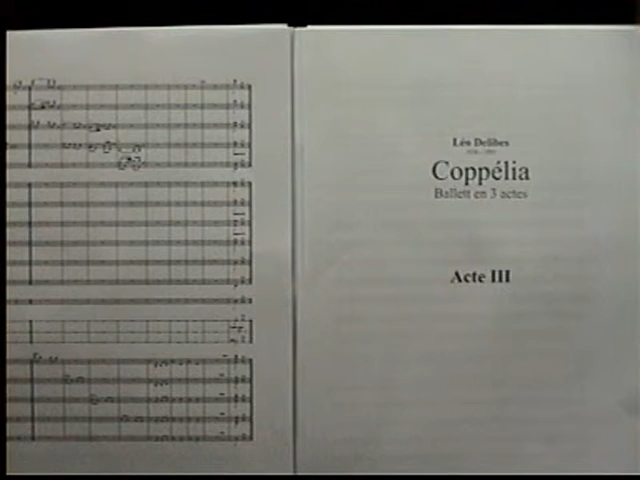 Léo Delibes
Coppélia
Ballett en 3 actes
Acte III